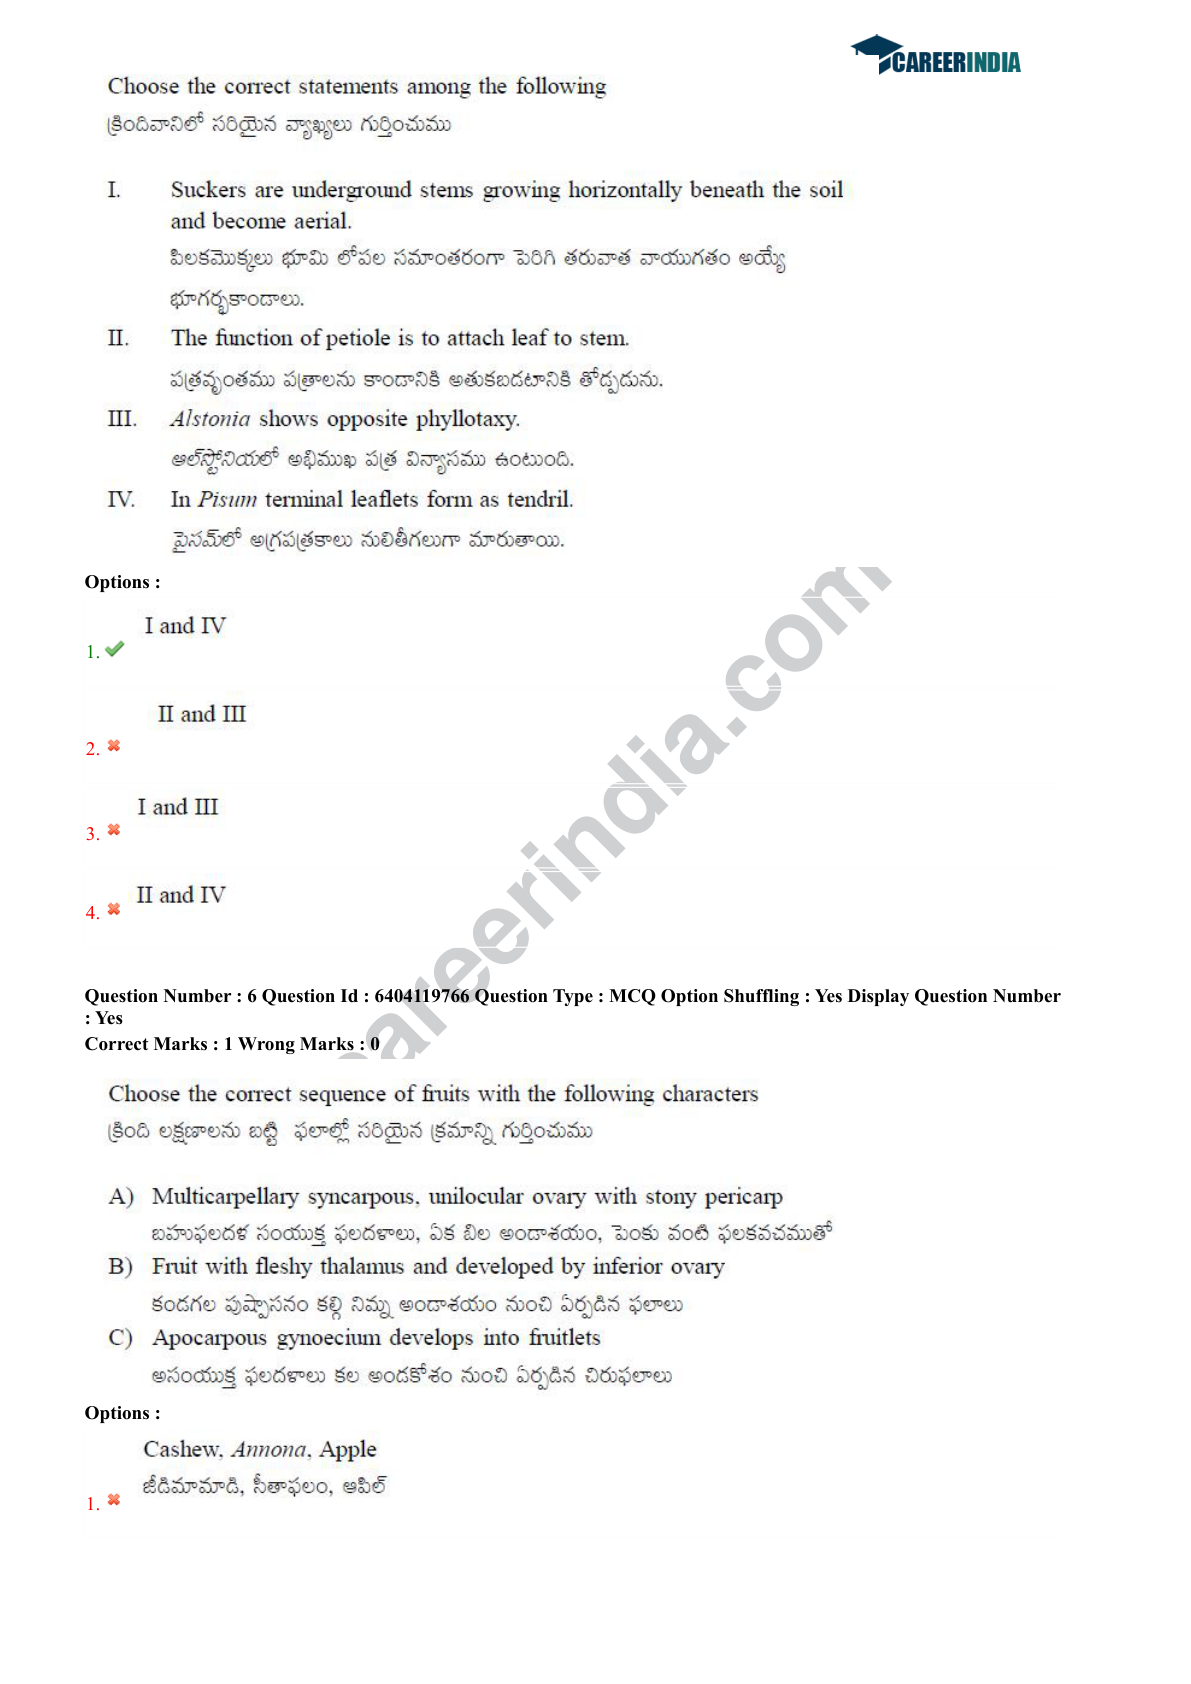 CAREERINDIA
Choose the correct statements among the following
క్రిందివానిలో సరియైన వ్యాఖ్యలు గుర్తించుము
I. Suckers are underground stems growing horizontally beneath the soil
and become aerial.
పిలకమొక్కలు భూమి లోపల సమాంతరంగా పెరిగి తరువాత వాయుగతం అయ్యే
భూగర్భకాండాలు.
II. The function of petiole is to attach leaf to stem.
పత్రవృంతము పత్రాలను కాండానికి అతుకబడటానికి తోడ్పడును.
III. Alstonia shows opposite phyllotaxy.
ఆల్‌స్టోనియలో అభిముఖ పత్ర విన్యాసము ఉంటుంది.
IV. In Pisum terminal leaflets form as tendril.
పైసమ్‌లో అగ్రపత్రకాలు నులితీగలుగా మారుతాయి.
Options :
I and IV
1.
II and III
2.
I and III
3.
II and IV
4.
careerindia.com
Question Number : 6 Question Id : 6404119766 Question Type : MCQ Option Shuffling : Yes Display Question Number
: Yes
Correct Marks : 1 Wrong Marks : 0
Choose the correct sequence of fruits with the following characters
క్రింది లక్షణాలను బట్టి ఫలాల్లో సరియైన క్రమాన్ని గుర్తించుము
A) Multicarpellary syncarpous, unilocular ovary with stony pericarp
బహుఫలదళ సంయుక్త ఫలదళాలు, ఏక బిల అండాశయం, పెంకు వంటి ఫలకవచముతో
B) Fruit with fleshy thalamus and developed by inferior ovary
కండగల పుష్పాసనం కల్గి నిమ్న అండాశయం నుంచి ఏర్పడిన ఫలాలు
C) Apocarpous gynoecium develops into fruitlets
అసంయుక్త ఫలదళాలు కల అండకోశం నుంచి ఏర్పడిన చిరుఫలాలు
Options :
Cashew, Annona, Apple
జీడిమామాడి, సీతాఫలం, ఆపిల్
1.